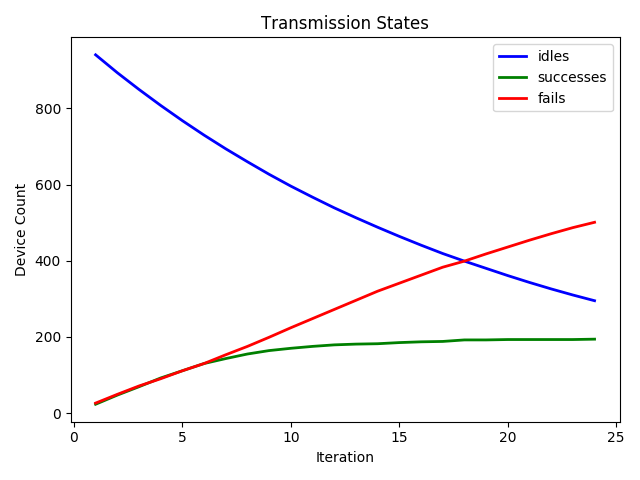 Transmission States
idles
successes
fails
Device Count
800
600
400
200
0
0 5 10 15 20 25
Iteration